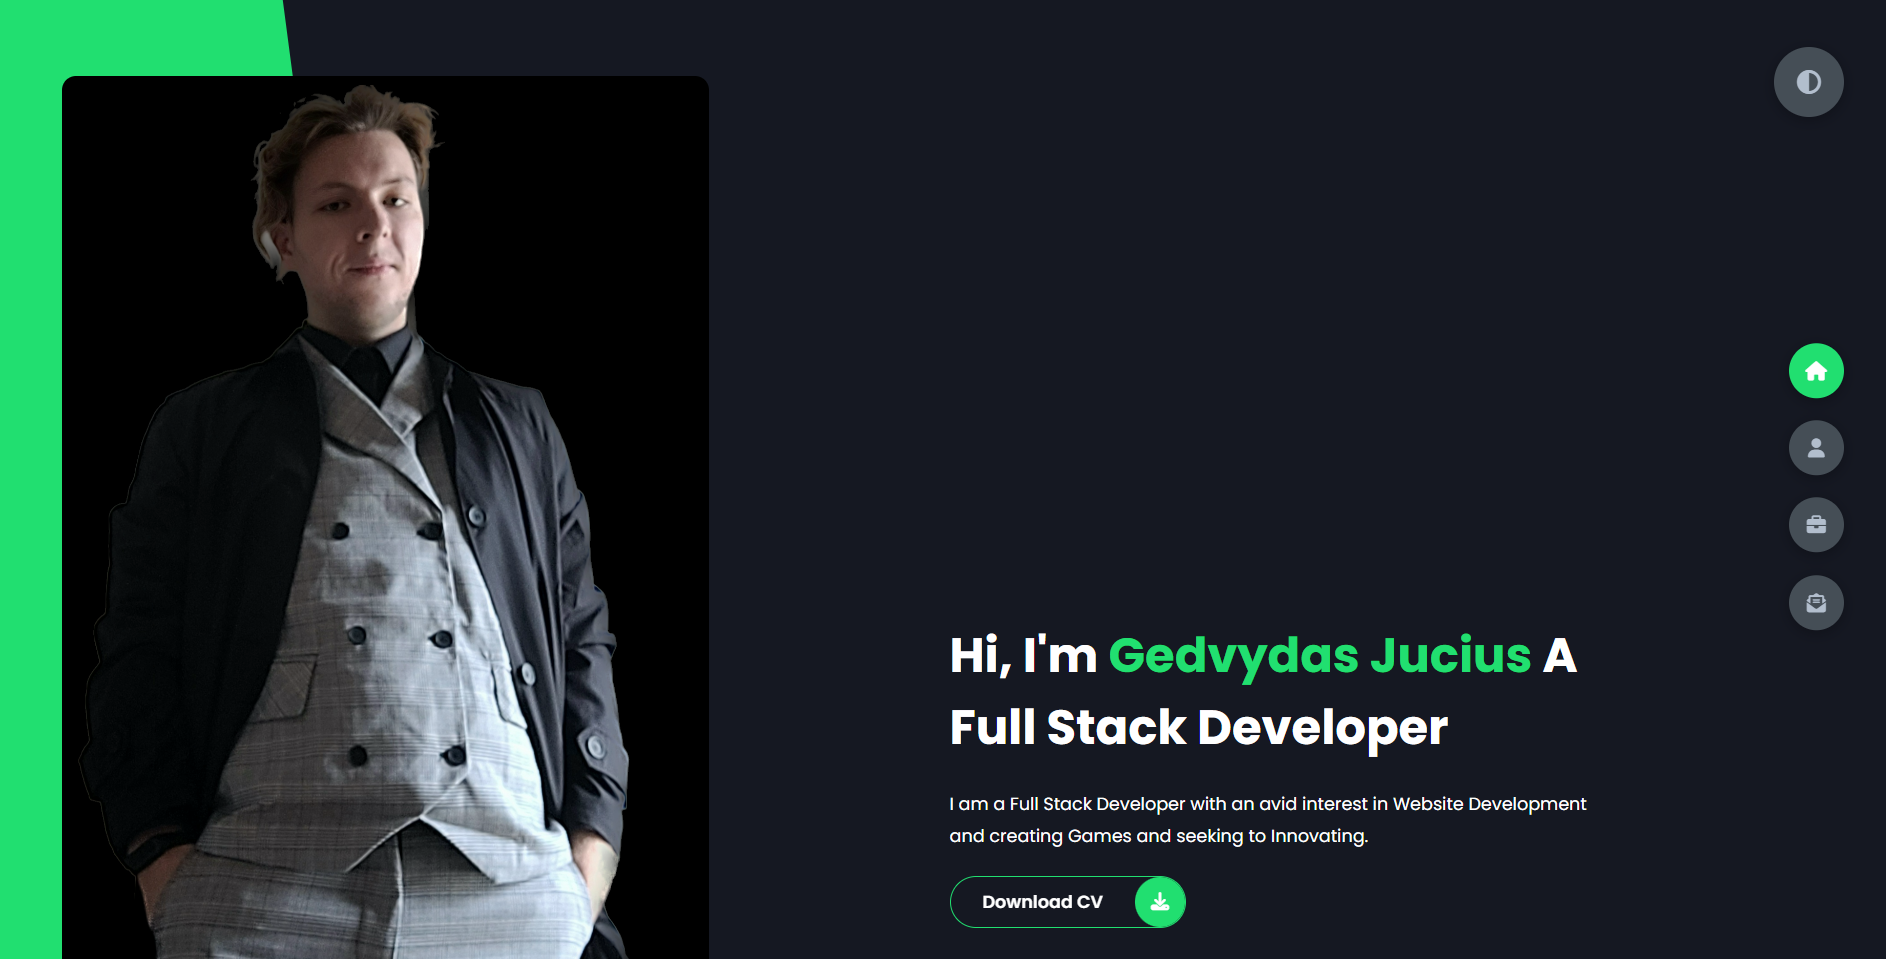 Hi, I'm Gedvydas Jucius A
Full Stack Developer
I am a Full Stack Developer with an avid interest in Website Development
and creating Games and seeking to Innovating.
Download CV